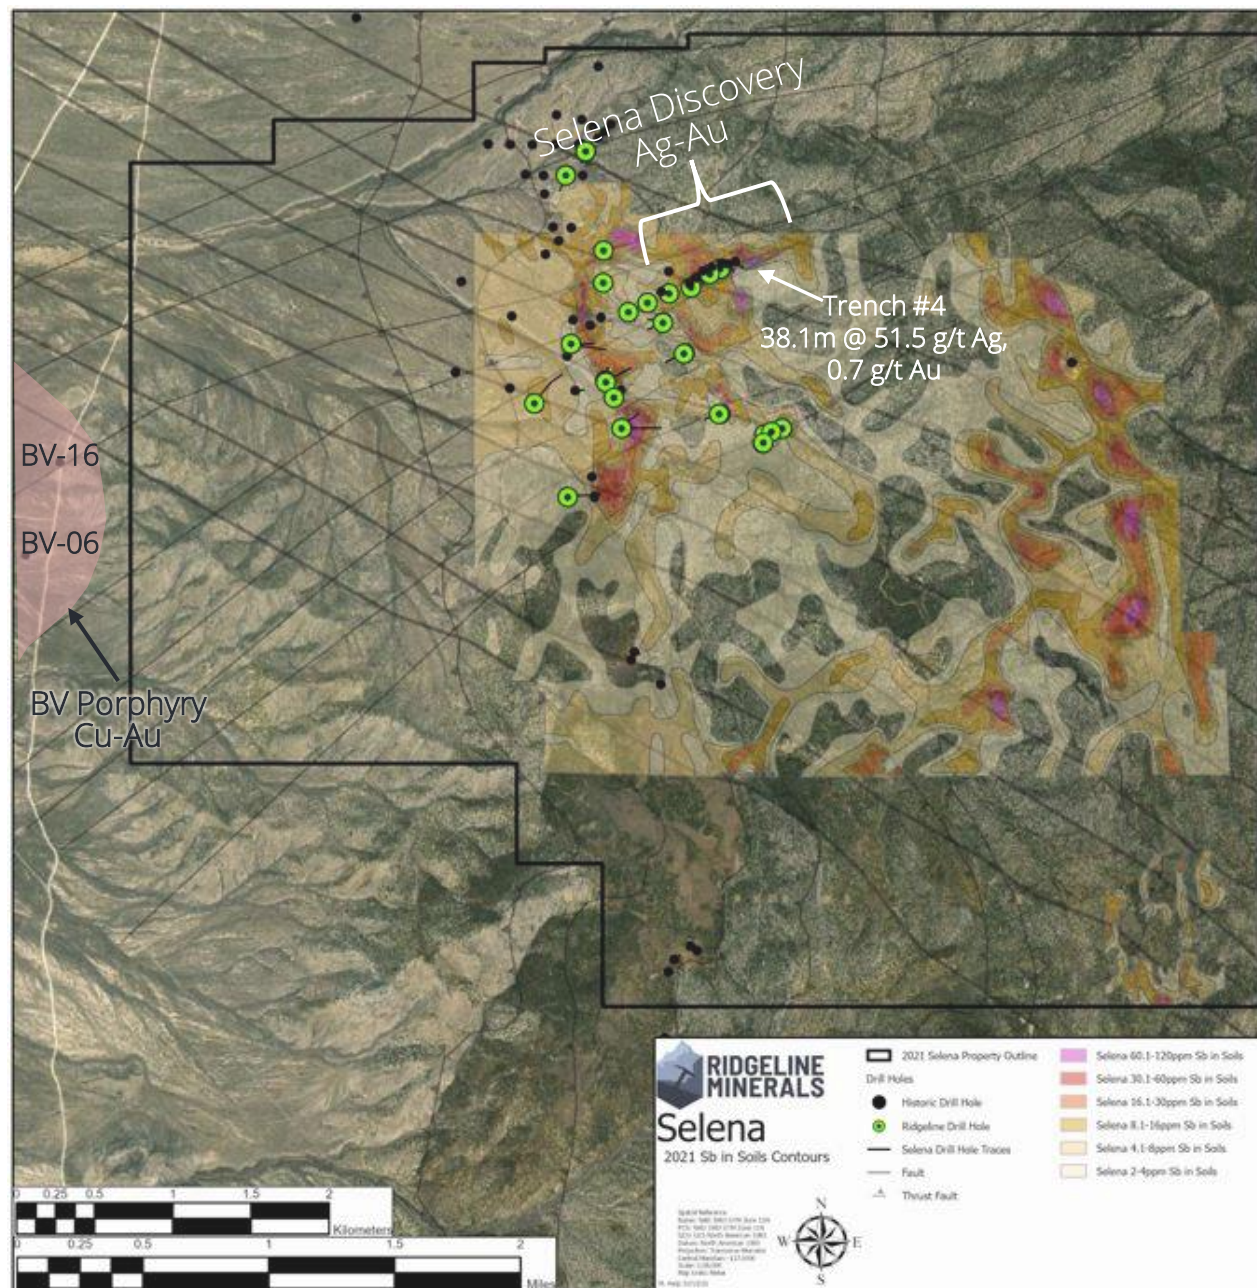 Selena Discovery
Ag-Au
Trench #4
38.1m @ 51.5 g/t Ag,
0.7 g/t Au
BV-16
BV-06
BV Porphyry
Cu-Au
RIDGELINE
MINERALS
Selena
2021 Sb in Soils Contours
2021 Selena Property Outline
Drill Holes
Historic Drill Hole
Ridgeline Drill Hole
Selena Drill Hole Traces
Fault
Thrust Fault
Selena 60.1-120ppm Sb in Soils
Selena 30.1-60ppm Sb in Soils
Selena 16.1-30ppm Sb in Soils
Selena 8.1-16ppm Sb in Soils
Selena 4.1-8ppm Sb in Soils
Selena 2-4ppm Sb in Soils
N
W E
S
0 0.25 0.5 1 1.5 2
Kilometers
0 0.25 0.5 1 1.5 2
Miles